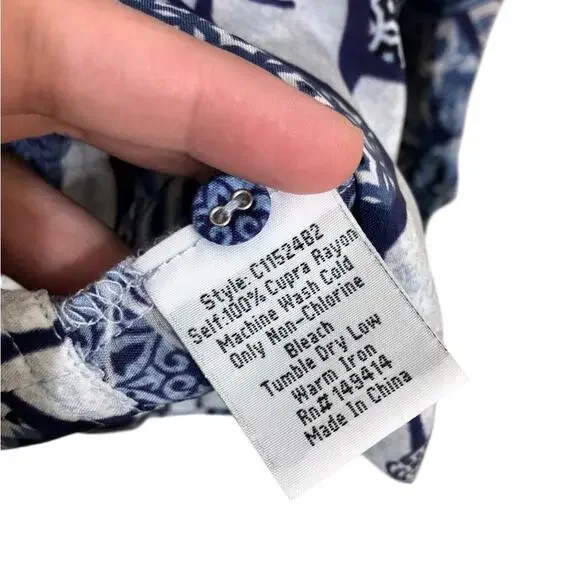 Style: C11524B2
Self:100% Cupra Rayon
Machine Wash Cold
Only Non-Chlorine
Bleach
Tumble Dry Low
Warm Iron
Rn# 149414
Made In China